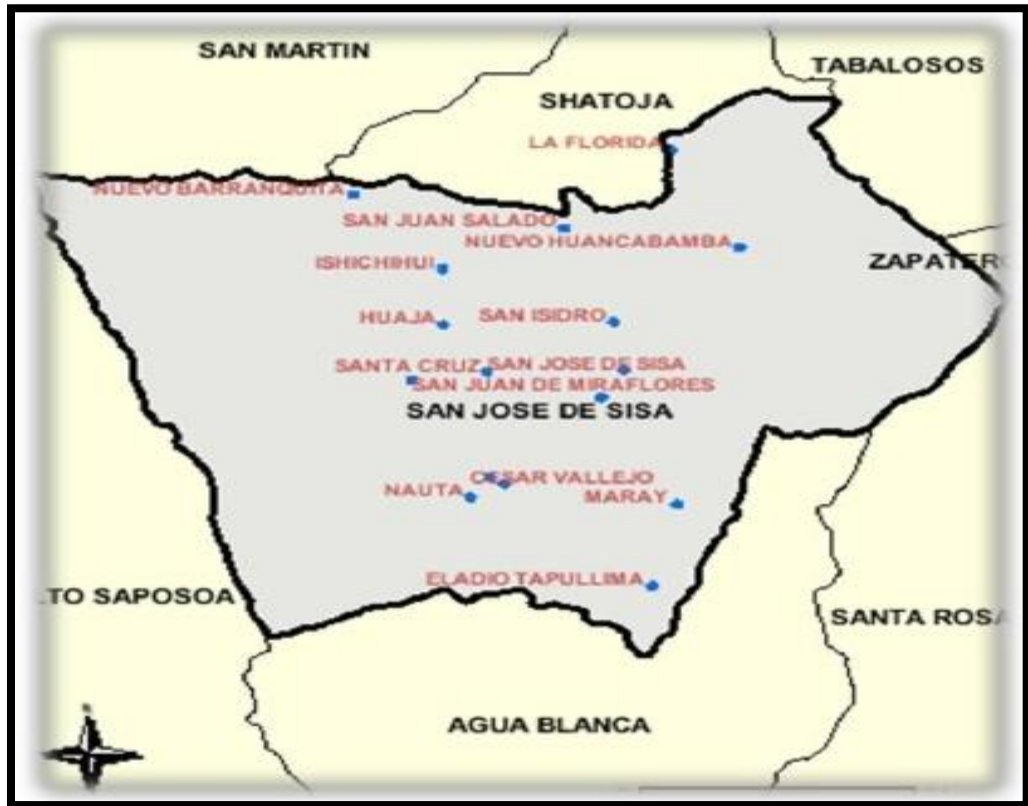 SAN MARTIN
TABALOSOS
SHATOJA
LA FLORIDA
NUEVO BARRANQUITA
SAN JUAN SALADO
NUEVO HUANCABAMBA
ISHICHIHUI
ZAPATERO
HUAJA
SAN ISIDRO
SANTA CRUZ
SAN JOSE DE SISA
SAN JUAN DE MIRAFLORES
SAN JOSE DE SISA
CESAR VALLEJO
NAUTA
MARAY
ELADIO TAPULLIMA
LTO SAPOSOA
SANTA ROSA
AGUA BLANCA